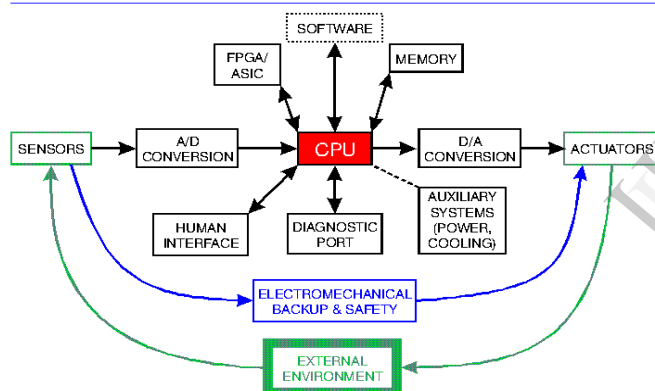 SOFTWARE
FPGA/
ASIC
MEMORY
SENSORS
A/D
CONVERSION
CPU
D/A
CONVERSION
ACTUATORS
HUMAN
INTERFACE
DIAGNOSTIC
PORT
AUXILIARY
SYSTEMS
(POWER,
COOLING)
ELECTROMECHANICAL
BACKUP & SAFETY
EXTERNAL
ENVIRONMENT